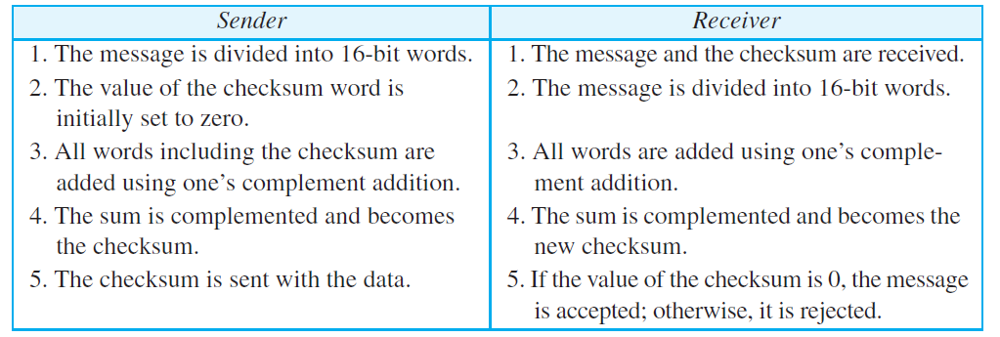 Sender
1. The message is divided into 16-bit words.
2. The value of the checksum word is
initially set to zero.
3. All words including the checksum are
added using one’s complement addition.
4. The sum is complemented and becomes
the checksum.
5. The checksum is sent with the data.
Receiver
1. The message and the checksum are received.
2. The message is divided into 16-bit words.
3. All words are added using one’s comple-
ment addition.
4. The sum is complemented and becomes the
new checksum.
5. If the value of the checksum is 0, the message
is accepted; otherwise, it is rejected.